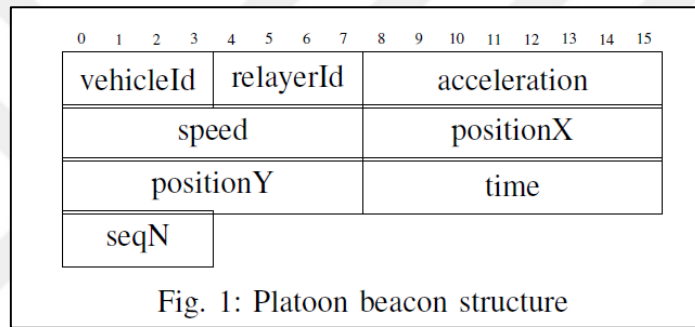 0 1 2 3 4 5 6 7 8 9 10 11 12 13 14 15
vehicleId relayerId acceleration
speed positionX
positionY time
seqN
Fig. 1: Platoon beacon structure